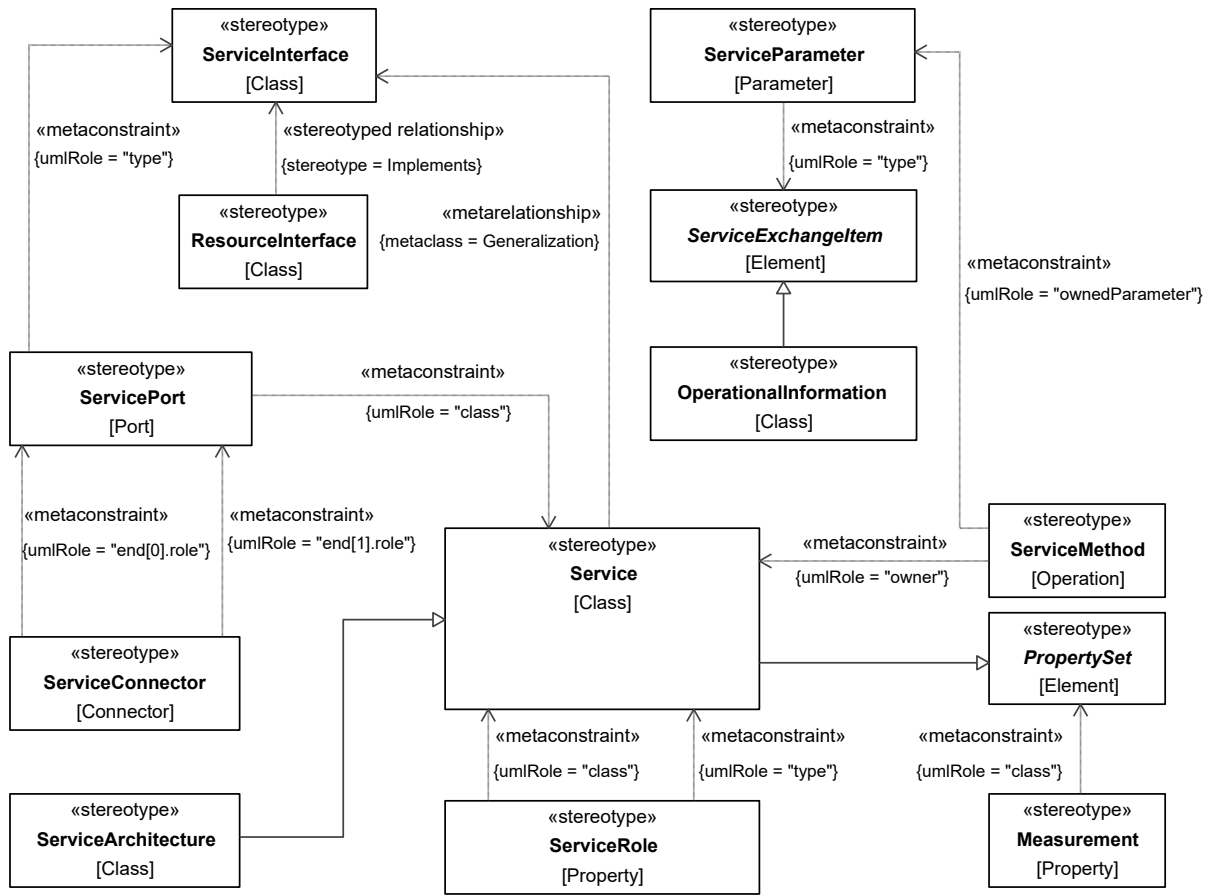 «stereotype»
ServiceInterface
[Class]
«stereotype»
ServiceParameter
[Parameter]
«metaconstraint»
{umlRole = "type"}
«stereotyped relationship»
{stereotype = Implements}
«metaconstraint»
{umlRole = "type"}
«stereotype»
ResourceInterface
[Class]
«metarelationship»
{metaclass = Generalization}
«stereotype»
ServiceExchangeItem
[Element]
«metaconstraint»
{umlRole = "ownedParameter"}
«stereotype»
ServicePort
[Port]
«metaconstraint»
{umlRole = "class"}
«stereotype»
OperationalInformation
[Class]
«metaconstraint»
{umlRole = "end[0].role"}
«metaconstraint»
{umlRole = "end[1].role"}
«stereotype»
Service
[Class]
«metaconstraint»
{umlRole = "owner"}
«stereotype»
ServiceMethod
[Operation]
«stereotype»
ServiceConnector
[Connector]
«stereotype»
PropertySet
[Element]
«metaconstraint»
{umlRole = "class"}
«metaconstraint»
{umlRole = "type"}
«metaconstraint»
{umlRole = "class"}
«stereotype»
ServiceArchitecture
[Class]
«stereotype»
ServiceRole
[Property]
«stereotype»
Measurement
[Property]